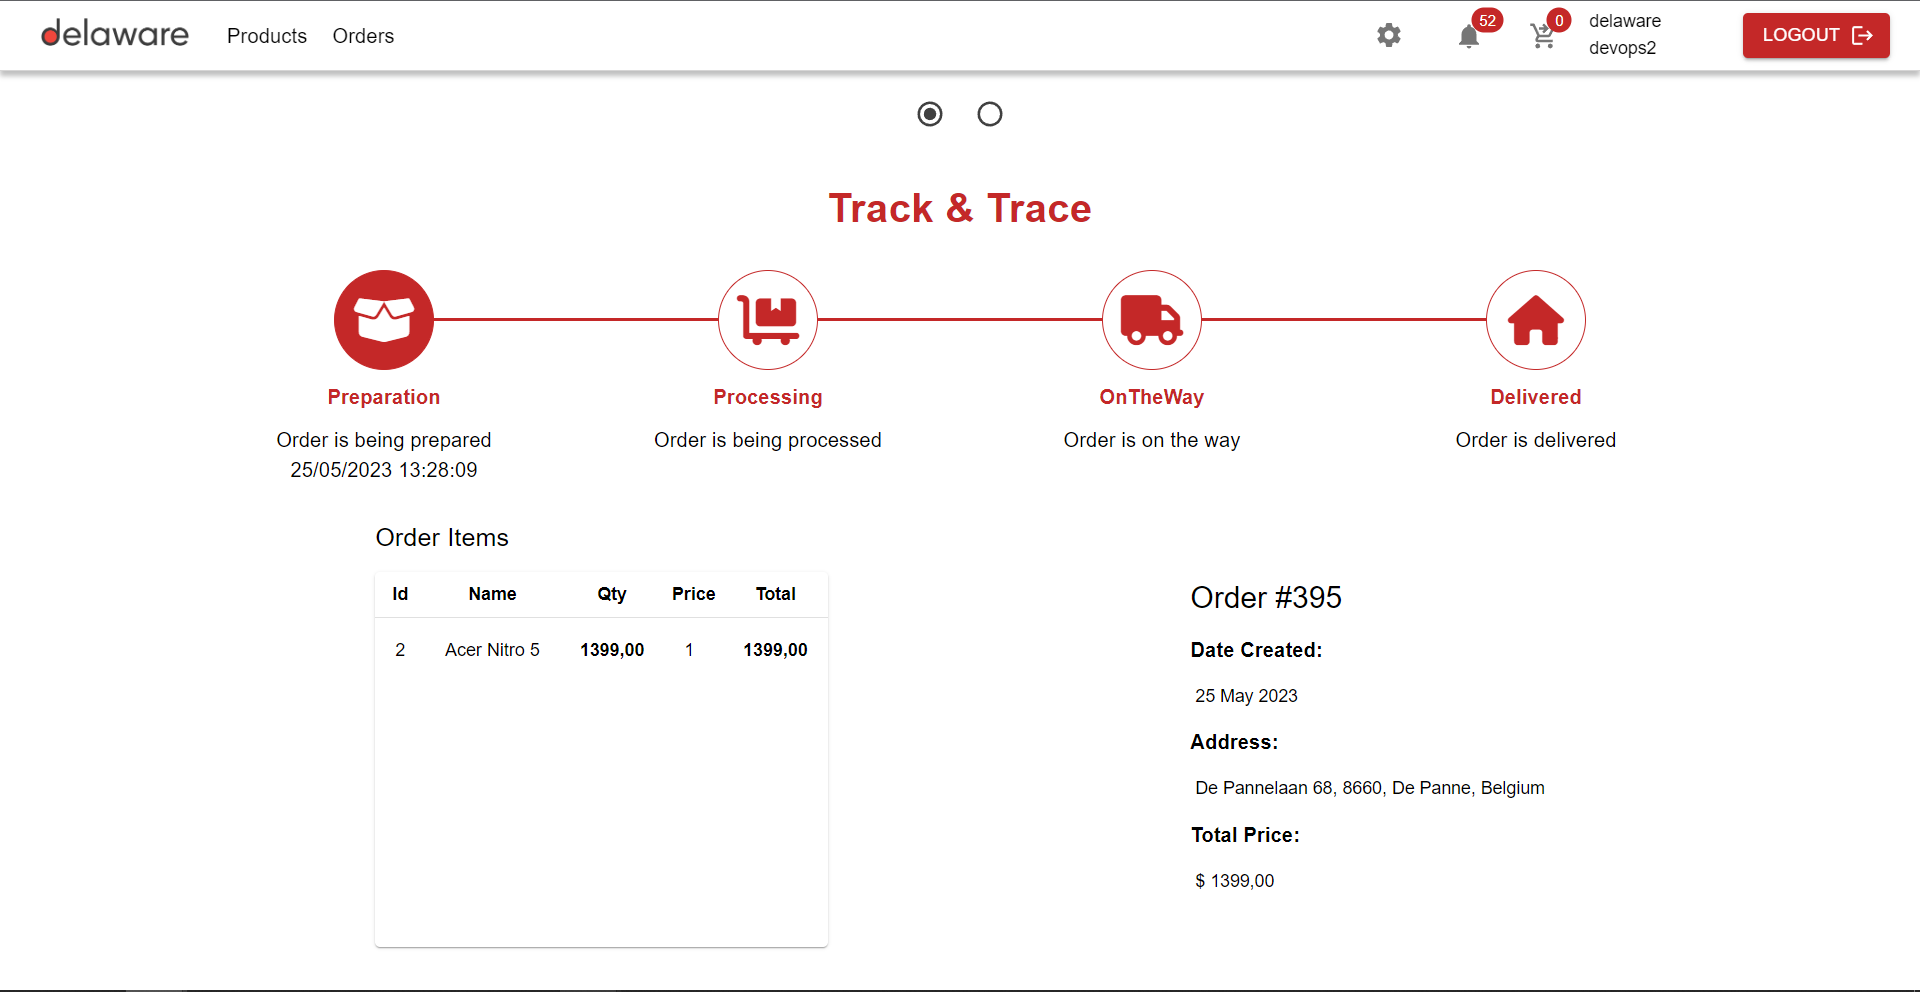 delaware Products Orders 52 0 delaware devops2 LOGOUT
Track & Trace
Preparation Processing OnTheWay Delivered
Order is being prepared Order is being processed Order is on the way Order is delivered
25/05/2023 13:28:09
Order Items
Id Name Qty Price Total
2 Acer Nitro 5 1399,00 1 1399,00
Order #395
Date Created:
25 May 2023
Address:
De Pannelaan 68, 8660, De Panne, Belgium
Total Price:
$ 1399,00